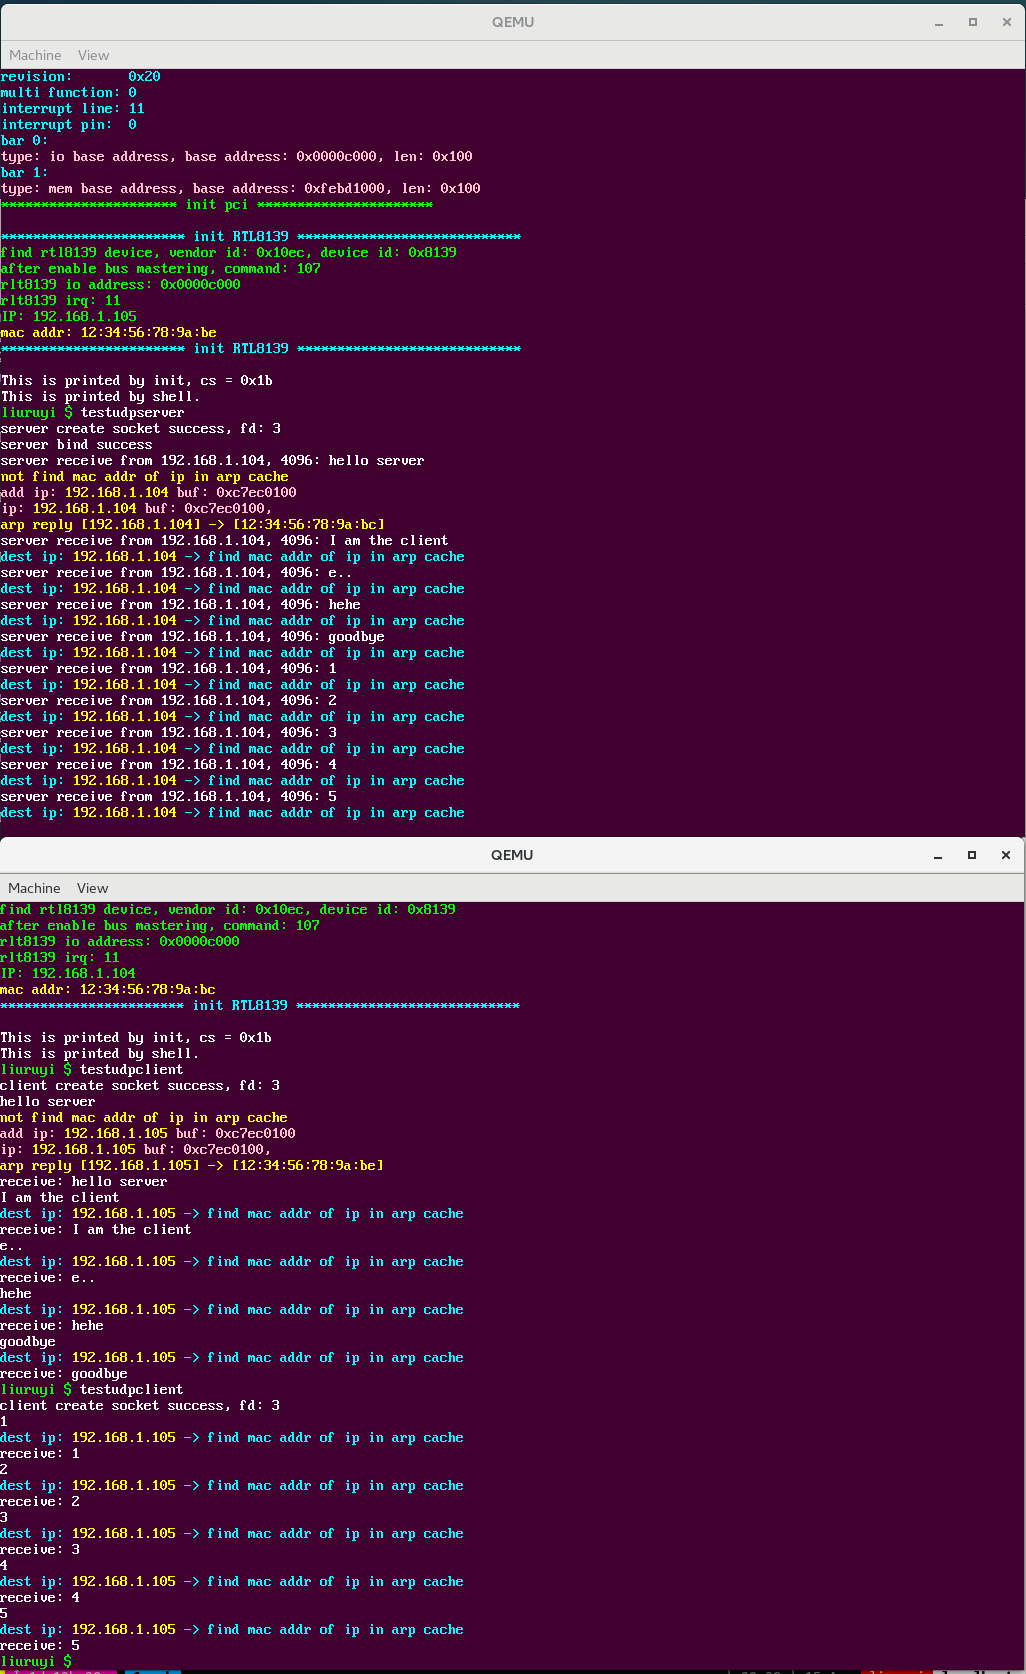 QEMU
Machine View
revision: 0x20
multi function: 0
interrupt line: 11
interrupt pin: 0
bar 0:
type: io base address, base address: 0x0000c000, len: 0x100
bar 1:
type: mem base address, base address: 0xfebd1000, len: 0x100
********************** init pci **********************
*********************** init RTL8139 ****************************
find rtl8139 device, vendor id: 0x10ec, device id: 0x8139
after enable bus mastering, command: 107
rlt8139 io address: 0x0000c000
rlt8139 irq: 11
IP: 192.168.1.105
mac addr: 12:34:56:78:9a:be
*********************** init RTL8139 ****************************
This is printed by init, cs = 0x1b
This is printed by shell.
liuruyi $ testudpserver
server create socket success, fd: 3
server bind success
server receive from 192.168.1.104, 4096: hello server
not find mac addr of ip in arp cache
add ip: 192.168.1.104 buf: 0xc7ec0100
ip: 192.168.1.104 buf: 0xc7ec0100,
arp reply [192.168.1.104] -> [12:34:56:78:9a:bc]
server receive from 192.168.1.104, 4096: I am the client
dest ip: 192.168.1.104 -> find mac addr of ip in arp cache
server receive from 192.168.1.104, 4096: e..
dest ip: 192.168.1.104 -> find mac addr of ip in arp cache
server receive from 192.168.1.104, 4096: hehe
dest ip: 192.168.1.104 -> find mac addr of ip in arp cache
server receive from 192.168.1.104, 4096: goodbye
dest ip: 192.168.1.104 -> find mac addr of ip in arp cache
server receive from 192.168.1.104, 4096: 1
dest ip: 192.168.1.104 -> find mac addr of ip in arp cache
server receive from 192.168.1.104, 4096: 2
dest ip: 192.168.1.104 -> find mac addr of ip in arp cache
server receive from 192.168.1.104, 4096: 3
dest ip: 192.168.1.104 -> find mac addr of ip in arp cache
server receive from 192.168.1.104, 4096: 4
dest ip: 192.168.1.104 -> find mac addr of ip in arp cache
server receive from 192.168.1.104, 4096: 5
dest ip: 192.168.1.104 -> find mac addr of ip in arp cache
QEMU
Machine View
find rtl8139 device, vendor id: 0x10ec, device id: 0x8139
after enable bus mastering, command: 107
rlt8139 io address: 0x0000c000
rlt8139 irq: 11
IP: 192.168.1.104
mac addr: 12:34:56:78:9a:bc
*********************** init RTL8139 ****************************
This is printed by init, cs = 0x1b
This is printed by shell.
liuruyi $ testudpclient
client create socket success, fd: 3
hello server
not find mac addr of ip in arp cache
add ip: 192.168.1.105 buf: 0xc7ec0100
ip: 192.168.1.105 buf: 0xc7ec0100,
arp reply [192.168.1.105] -> [12:34:56:78:9a:be]
receive: hello server
I am the client
dest ip: 192.168.1.105 -> find mac addr of ip in arp cache
receive: I am the client
e..
dest ip: 192.168.1.105 -> find mac addr of ip in arp cache
receive: e..
hehe
dest ip: 192.168.1.105 -> find mac addr of ip in arp cache
receive: hehe
goodbye
dest ip: 192.168.1.105 -> find mac addr of ip in arp cache
receive: goodbye
liuruyi $ testudpclient
client create socket success, fd: 3
1
dest ip: 192.168.1.105 -> find mac addr of ip in arp cache
receive: 1
2
dest ip: 192.168.1.105 -> find mac addr of ip in arp cache
receive: 2
3
dest ip: 192.168.1.105 -> find mac addr of ip in arp cache
receive: 3
4
dest ip: 192.168.1.105 -> find mac addr of ip in arp cache
receive: 4
5
dest ip: 192.168.1.105 -> find mac addr of ip in arp cache
receive: 5
liuruyi $